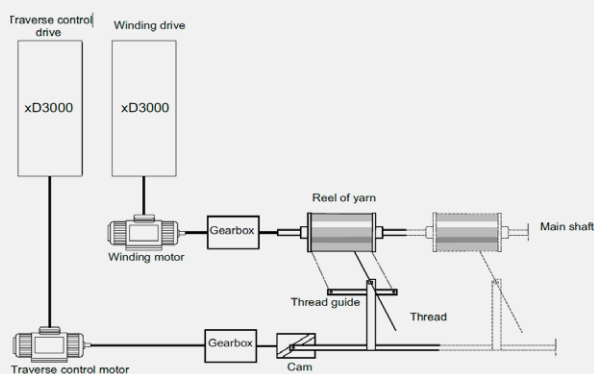 Traverse control
drive
Winding drive
xD3000
xD3000
Reel of yarn
Gearbox
Main shaft
Winding motor
Thread guide
Thread
Gearbox
Cam
Traverse control motor